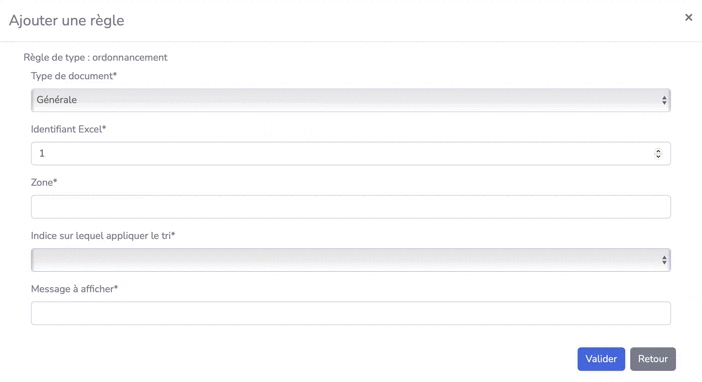 Ajouter une règle
×
Règle de type : ordonnancement
Type de document*
Générale
Identifiant Excel*
1
Zone*
Indice sur lequel appliquer le tri*
Message à afficher*
Valider Retour